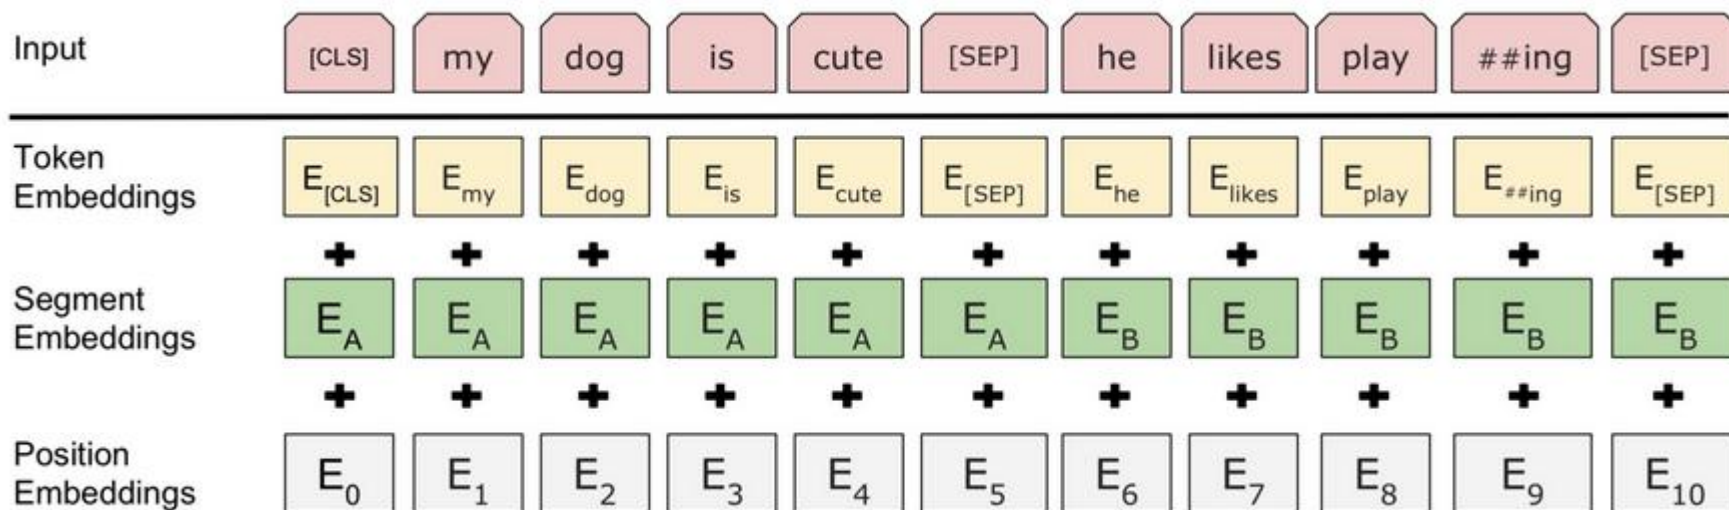 Input [CLS] my dog is cute [SEP] he likes play ##ing [SEP]
Token
Embeddings E[CLS] Emy Edog Eis Ecute E[SEP] Ehe Elikes Eplay E##ing E[SEP]
+ + + + + + + + + + +
Segment
Embeddings EA EA EA EA EA EA EB EB EB EB EB
+ + + + + + + + + + +
Position
Embeddings E0 E1 E2 E3 E4 E5 E6 E7 E8 E9 E10